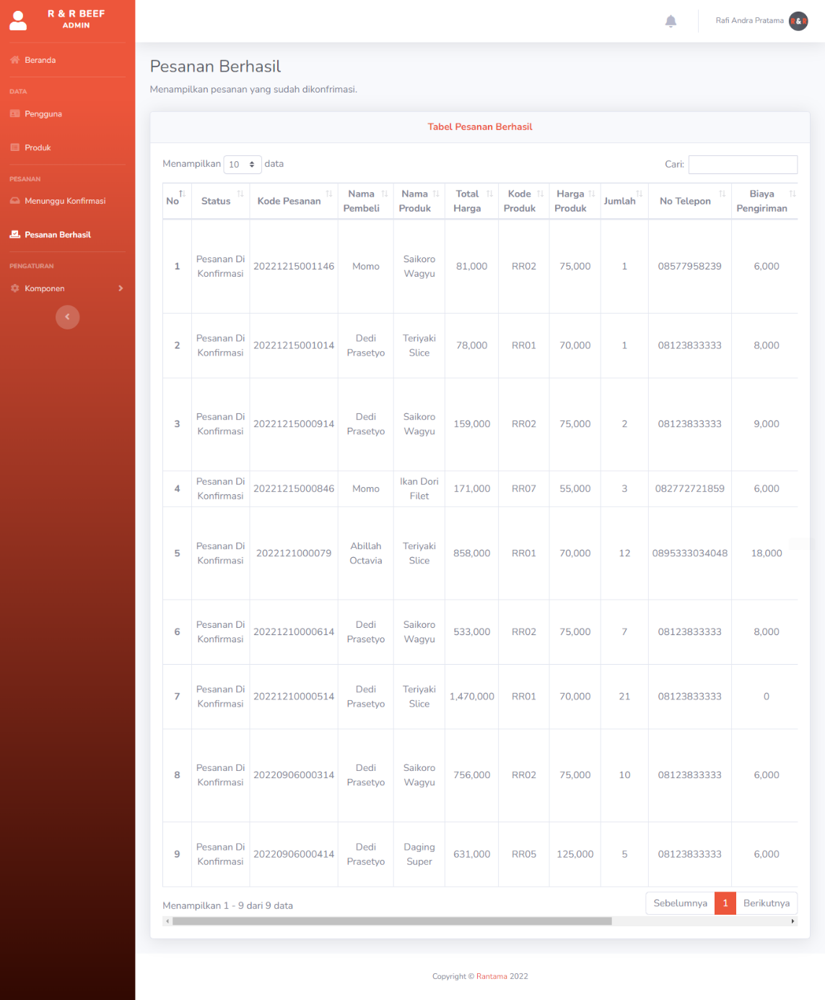 R & R BEEF
ADMIN
Rafi Andra Pratama
R&R
Beranda
DATA
Pengguna
Produk
PESANAN
Menunggu Konfirmasi
Pesanan Berhasil
PENGATURAN
Komponen
Pesanan Berhasil
Menampilkan pesanan yang sudah dikonfrimasi.
Tabel Pesanan Berhasil
Menampilkan 10 data
Cari:
No Status Kode Pesanan Nama Pembeli Nama Produk Total Harga Kode Produk Harga Produk Jumlah No Telepon Biaya Pengiriman
1 Pesanan Di Konfirmasi 20221215001146 Momo Saikoro Wagyu 81,000 RR02 75,000 1 08577958239 6,000
2 Pesanan Di Konfirmasi 20221215001014 Dedi Prasetyo Teriyaki Slice 78,000 RR01 70,000 1 08123833333 8,000
3 Pesanan Di Konfirmasi 20221215000914 Dedi Prasetyo Saikoro Wagyu 159,000 RR02 75,000 2 08123833333 9,000
4 Pesanan Di Konfirmasi 20221215000846 Momo Ikan Dori Filet 171,000 RR07 55,000 3 082772721859 6,000
5 Pesanan Di Konfirmasi 2022121000079 Abillah Octavia Teriyaki Slice 858,000 RR01 70,000 12 0895333034048 18,000
6 Pesanan Di Konfirmasi 20221210000614 Dedi Prasetyo Saikoro Wagyu 533,000 RR02 75,000 7 08123833333 8,000
7 Pesanan Di Konfirmasi 20221210000514 Dedi Prasetyo Teriyaki Slice 1,470,000 RR01 70,000 21 08123833333 0
8 Pesanan Di Konfirmasi 20220906000314 Dedi Prasetyo Saikoro Wagyu 756,000 RR02 75,000 10 08123833333 6,000
9 Pesanan Di Konfirmasi 20220906000414 Dedi Prasetyo Daging Super 631,000 RR05 125,000 5 08123833333 6,000
Menampilkan 1 - 9 dari 9 data
Sebelumnya 1 Berikutnya
Copyright © Rantama 2022